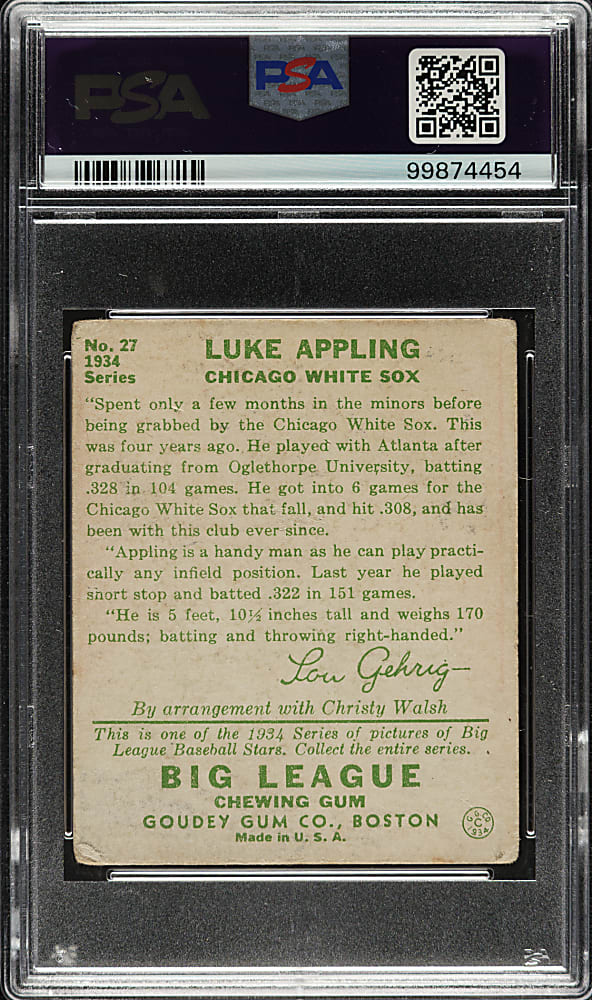 PSA
PSA
99874454
No. 27
1934
Series
LUKE APPLING
CHICAGO WHITE SOX
"Spent only a few months in the minors before
being grabbed by the Chicago White Sox. This
was four years ago. He played with Atlanta after
graduating from Oglethorpe University, batting
.328 in 104 games. He got into 6 games for the
Chicago White Sox that fall, and hit .308, and has
been with this club ever since.
"Appling is a handy man as he can play practi-
cally any infield position. Last year he played
short stop and batted .322 in 151 games.
"He is 5 feet, 10½ inches tall and weighs 170
pounds; batting and throwing right-handed."
Lou Gehrig
By arrangement with Christy Walsh
This is one of the 1934 Series of pictures of Big
League Baseball Stars. Collect the entire series.
BIG LEAGUE
CHEWING GUM
GOUDEY GUM CO., BOSTON
Made in U. S. A.
G. G. CO.
C
1934